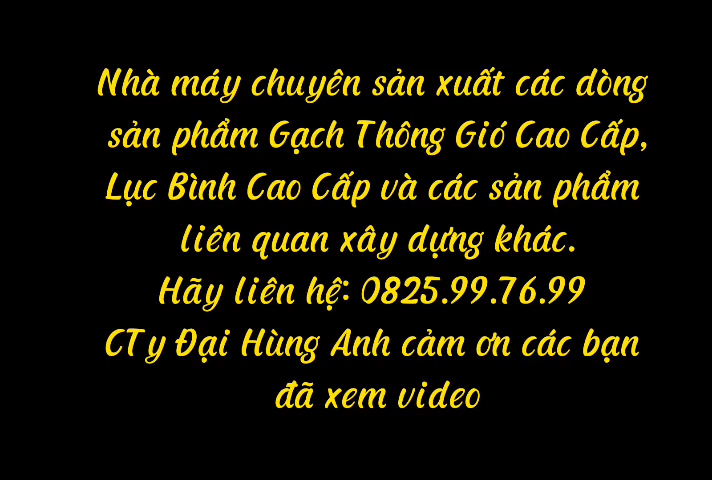 Nhà máy chuyên sản xuất các dòng
sản phẩm Gạch Thông Gió Cao Cấp,
Lục Bình Cao Cấp và các sản phẩm
liên quan xây dựng khác.
Hãy liên hệ: 0825.99.76.99
CTy Đại Hùng Anh cảm ơn các bạn
đã xem video